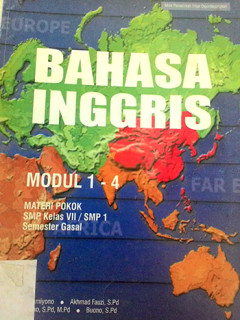 EUROPE
BAHASA
INGGRIS
MODUL 1 - 4
FAR E
MATERI POKOK
SMP Kelas VII / SMP 1
Semester Gasal
Akhmad Fauzi, S.Pd
S.Pd, M.Pd • Buono, S.Pd